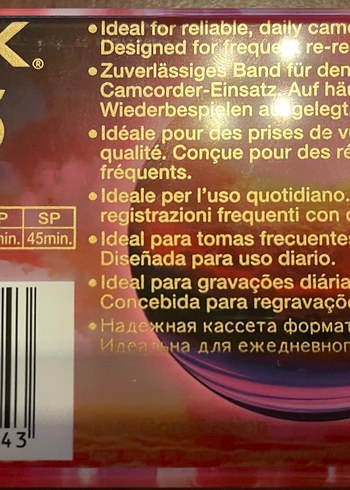 K®
• Ideal for reliable, daily camc
Designed for frequent re-re
• Zuverlässiges Band für den
Camcorder-Einsatz. Auf häu
Wiederbespielen ausgelegt.
• Idéale pour des prises de vu
qualité. Conçue pour des ré
fréquents.
• Ideale per l'uso quotidiano.
registrazioni frequenti con c
P SP
min. 45min.
• Ideal para tomas frecuentes
Diseñada para uso diario.
• Ideal para gravações diária
Concebida para regravaçõe
• Надежная кассета формат
Идеальна для ежедневног
43